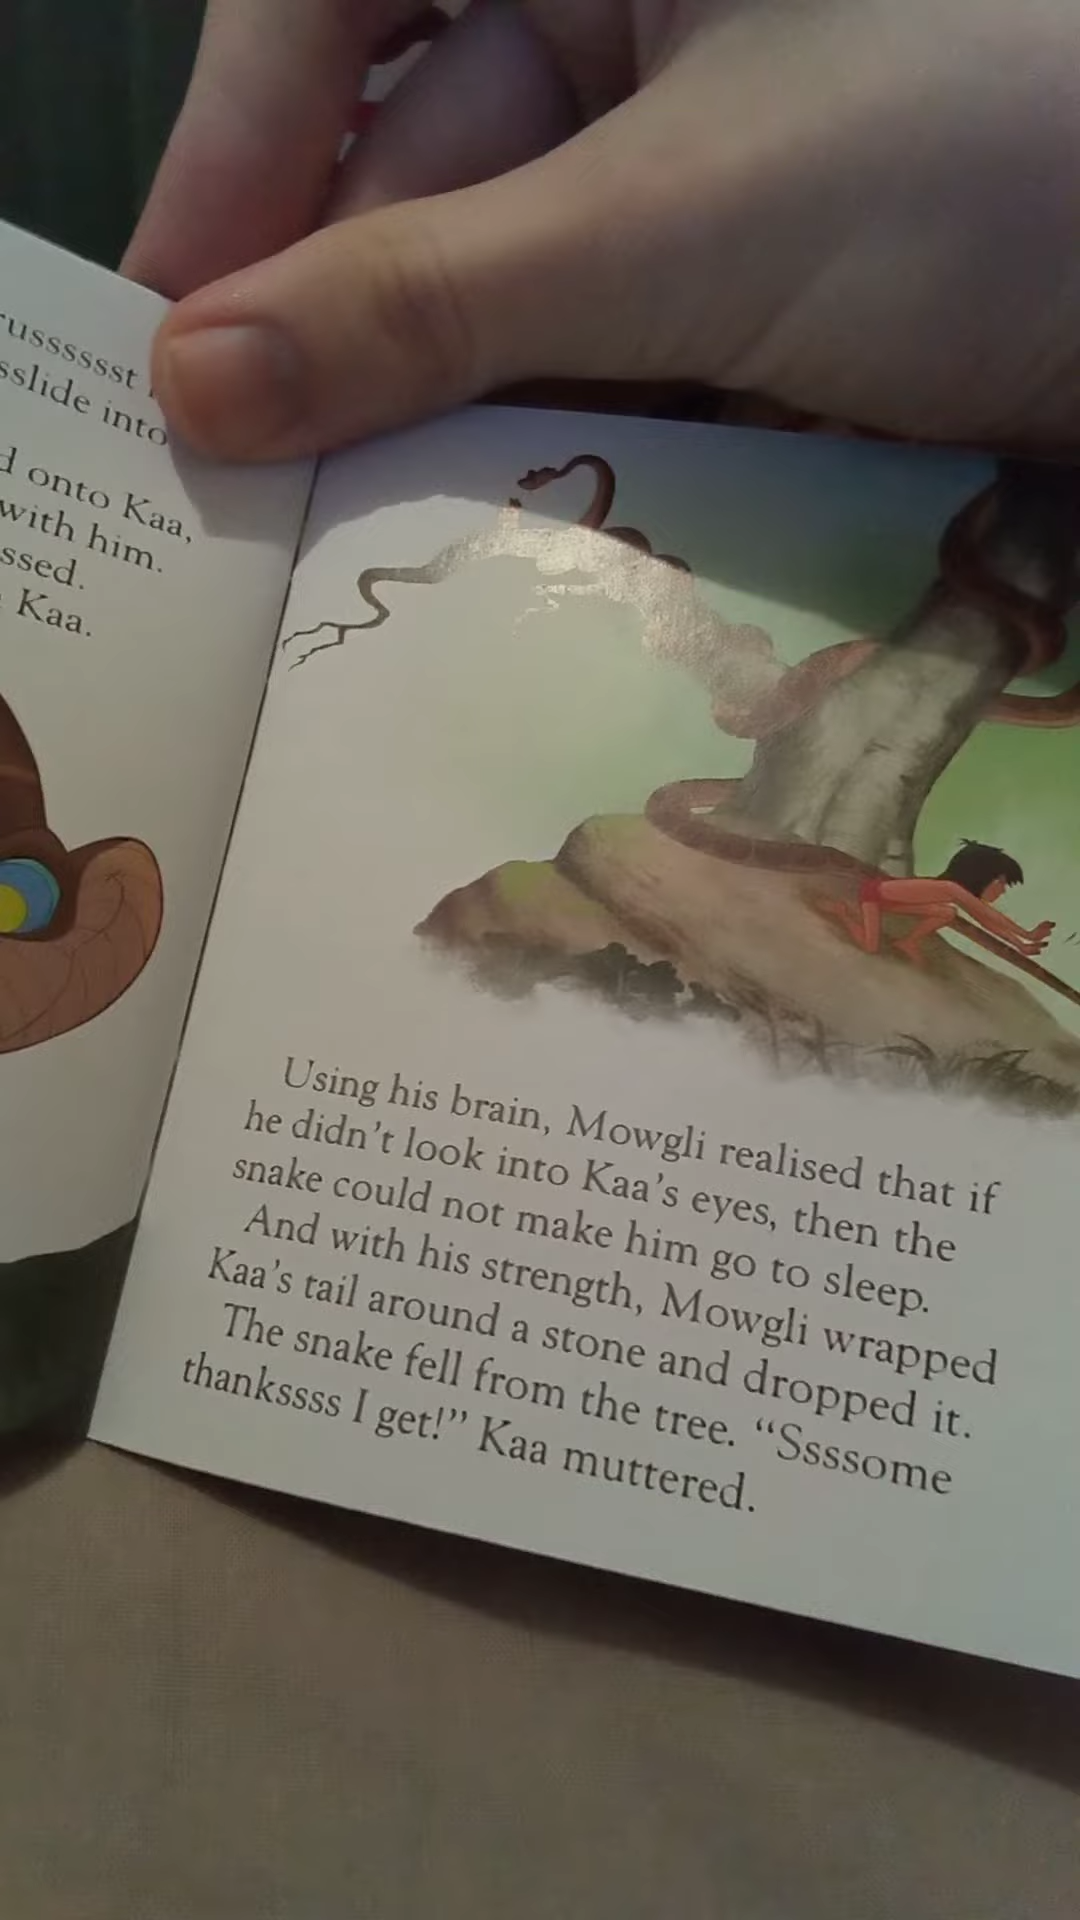 russsssst
sslide into
d onto Kaa,
with him.
ssed.
Kaa.
Using his brain, Mowgli realised that if
he didn't look into Kaa's eyes, then the
snake could not make him go to sleep.
And with his strength, Mowgli wrapped
Kaa's tail around a stone and dropped it.
The snake fell from the tree. “Ssssome
thankssss I get!” Kaa muttered.